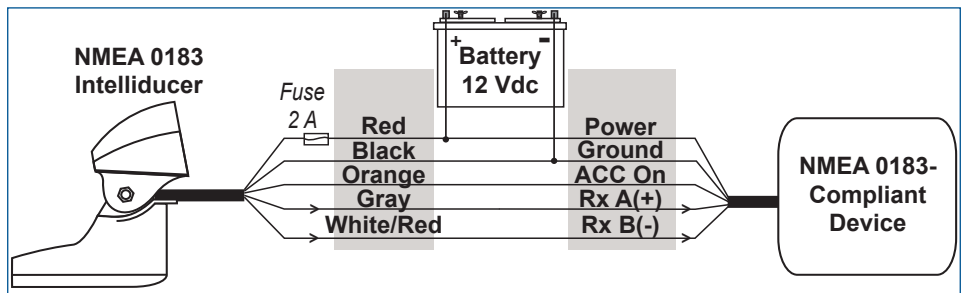 NMEA 0183
Intelliducer
Fuse
2 A
+
-
Battery
12 Vdc
Red
Power
Black
Ground
Orange
ACC On
Gray
Rx A(+)
White/Red
Rx B(-)
NMEA 0183-
Compliant
Device